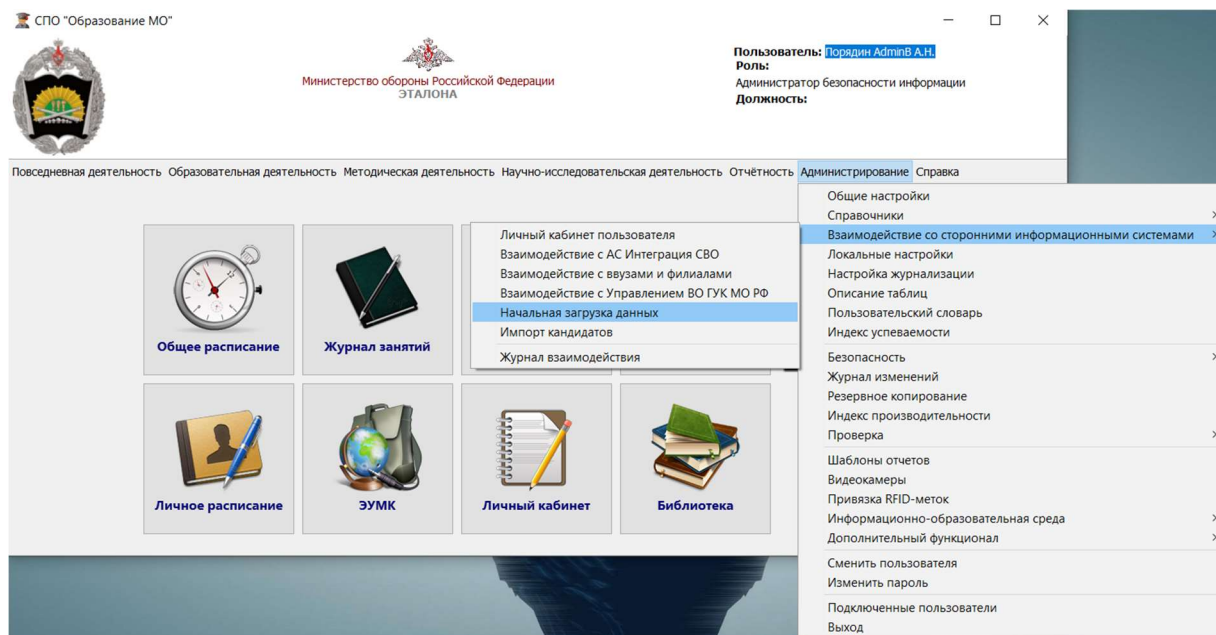 СПО "Образование МО"
Министерство обороны Российской Федерации
ЭТАЛОНА
Пользователь: Порядин AdminB А.Н.
Роль:
Администратор безопасности информации
Должность:
Повседневная деятельность Образовательная деятельность Методическая деятельность Научно-исследовательская деятельность Отчётность Администрирование Справка
Общее расписание
Журнал занятий
Личное расписание
ЭУМК
Личный кабинет
Библиотека
Личный кабинет пользователя
Взаимодействие с АС Интеграция СВО
Взаимодействие с ввузами и филиалами
Взаимодействие с Управлением ВО ГУК МО РФ
Начальная загрузка данных
Импорт кандидатов
Журнал взаимодействия
Общие настройки
Справочники
Взаимодействие со сторонними информационными системами
Локальные настройки
Настройка журнализации
Описание таблиц
Пользовательский словарь
Индекс успеваемости
Безопасность
Журнал изменений
Резервное копирование
Индекс производительности
Проверка
Шаблоны отчетов
Видеокамеры
Привязка RFID-меток
Информационно-образовательная среда
Дополнительный функционал
Сменить пользователя
Изменить пароль
Подключенные пользователи
Выход